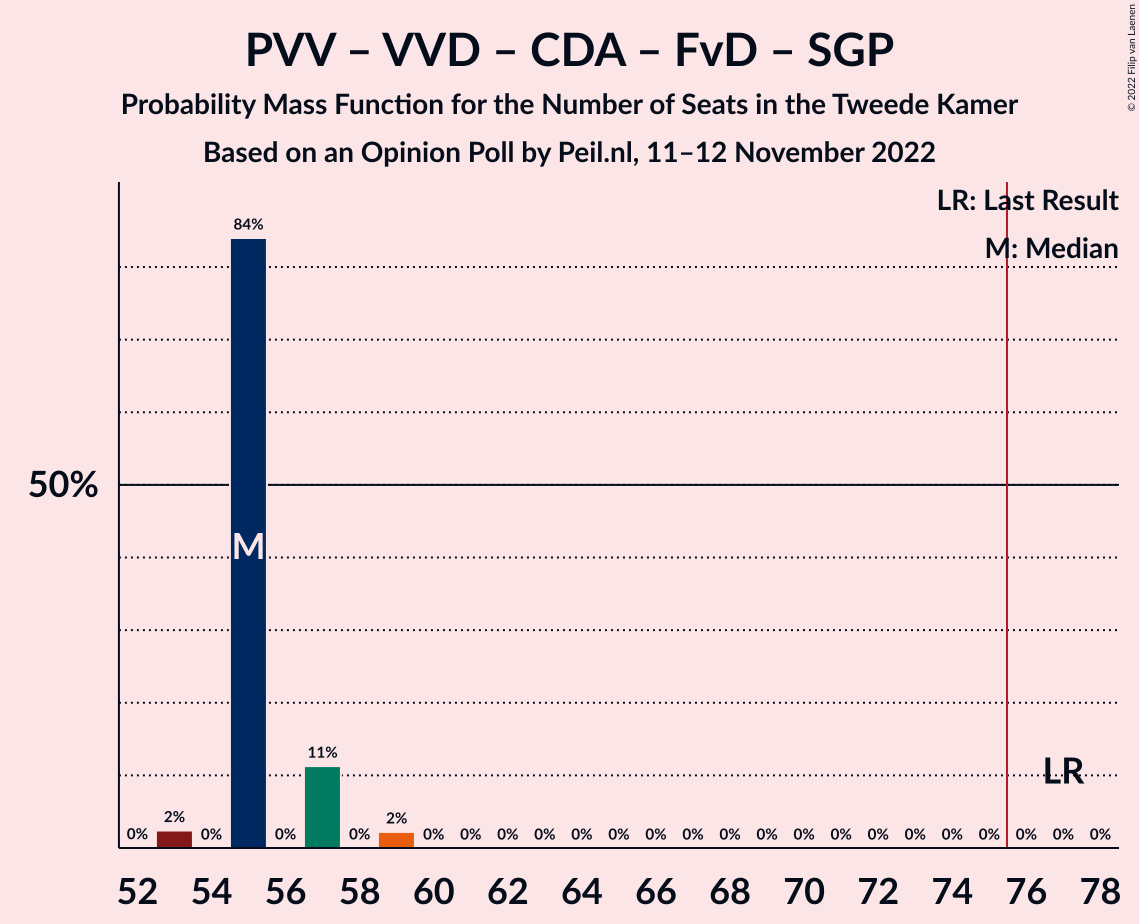 PVV – VVD – CDA – FvD – SGP
Probability Mass Function for the Number of Seats in the Tweede Kamer
Based on an Opinion Poll by Peil.nl, 11–12 November 2022
© 2022 Filip van Laenen
LR: Last Result
M: Median
84%
50%
M
11%
LR
2% 2%
0% 0% 0% 0% 0% 0% 0% 0% 0% 0% 0% 0% 0% 0% 0% 0% 0% 0% 0% 0% 0% 0% 0%
52 54 56 58 60 62 64 66 68 70 72 74 76 78